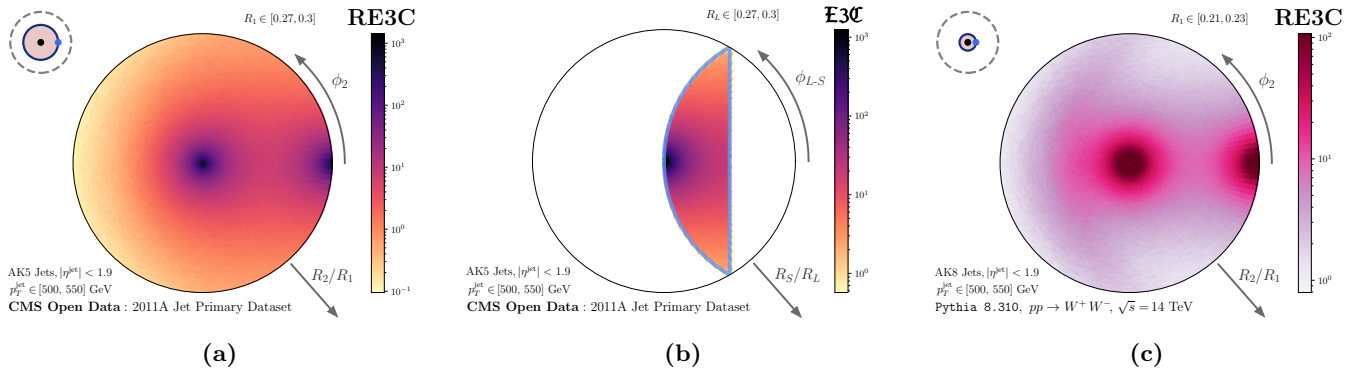 R_1 ∈ [0.27, 0.3]
RE3C
10^3
10^2
10^1
10^0
10^{-1}
ϕ_2
R_2/R_1
AK5 Jets, |η^jet| < 1.9
p_T^jet ∈ [500, 550] GeV
CMS Open Data : 2011A Jet Primary Dataset
(a)
R_L ∈ [0.27, 0.3]
E3C
10^3
10^2
10^1
10^0
ϕ_{L-S}
R_S/R_L
AK5 Jets, |η^jet| < 1.9
p_T^jet ∈ [500, 550] GeV
CMS Open Data : 2011A Jet Primary Dataset
(b)
R_1 ∈ [0.21, 0.23]
RE3C
10^2
10^1
10^0
ϕ_2
R_2/R_1
AK8 Jets, |η^jet| < 1.9
p_T^jet ∈ [500, 550] GeV
Pythia 8.310, pp → W^+ W^-, √s = 14 TeV
(c)